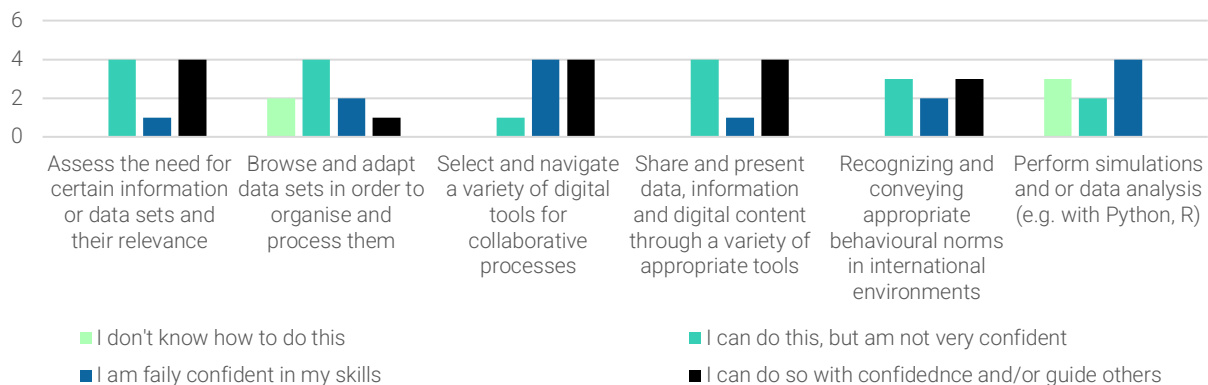 6
4
2
0
Assess the need for
certain information
or data sets and
their relevance
Browse and adapt
data sets in order to
organise and
process them
Select and navigate
a variety of digital
tools for
collaborative
processes
Share and present
data, information
and digital content
through a variety of
appropriate tools
Recognizing and
conveying
appropriate
behavioural norms
in international
environments
Perform simulations
and or data analysis
(e.g. with Python, R)
I don't know how to do this
I can do this, but am not very confident
I am faily confident in my skills
I can do so with confidednce and/or guide others